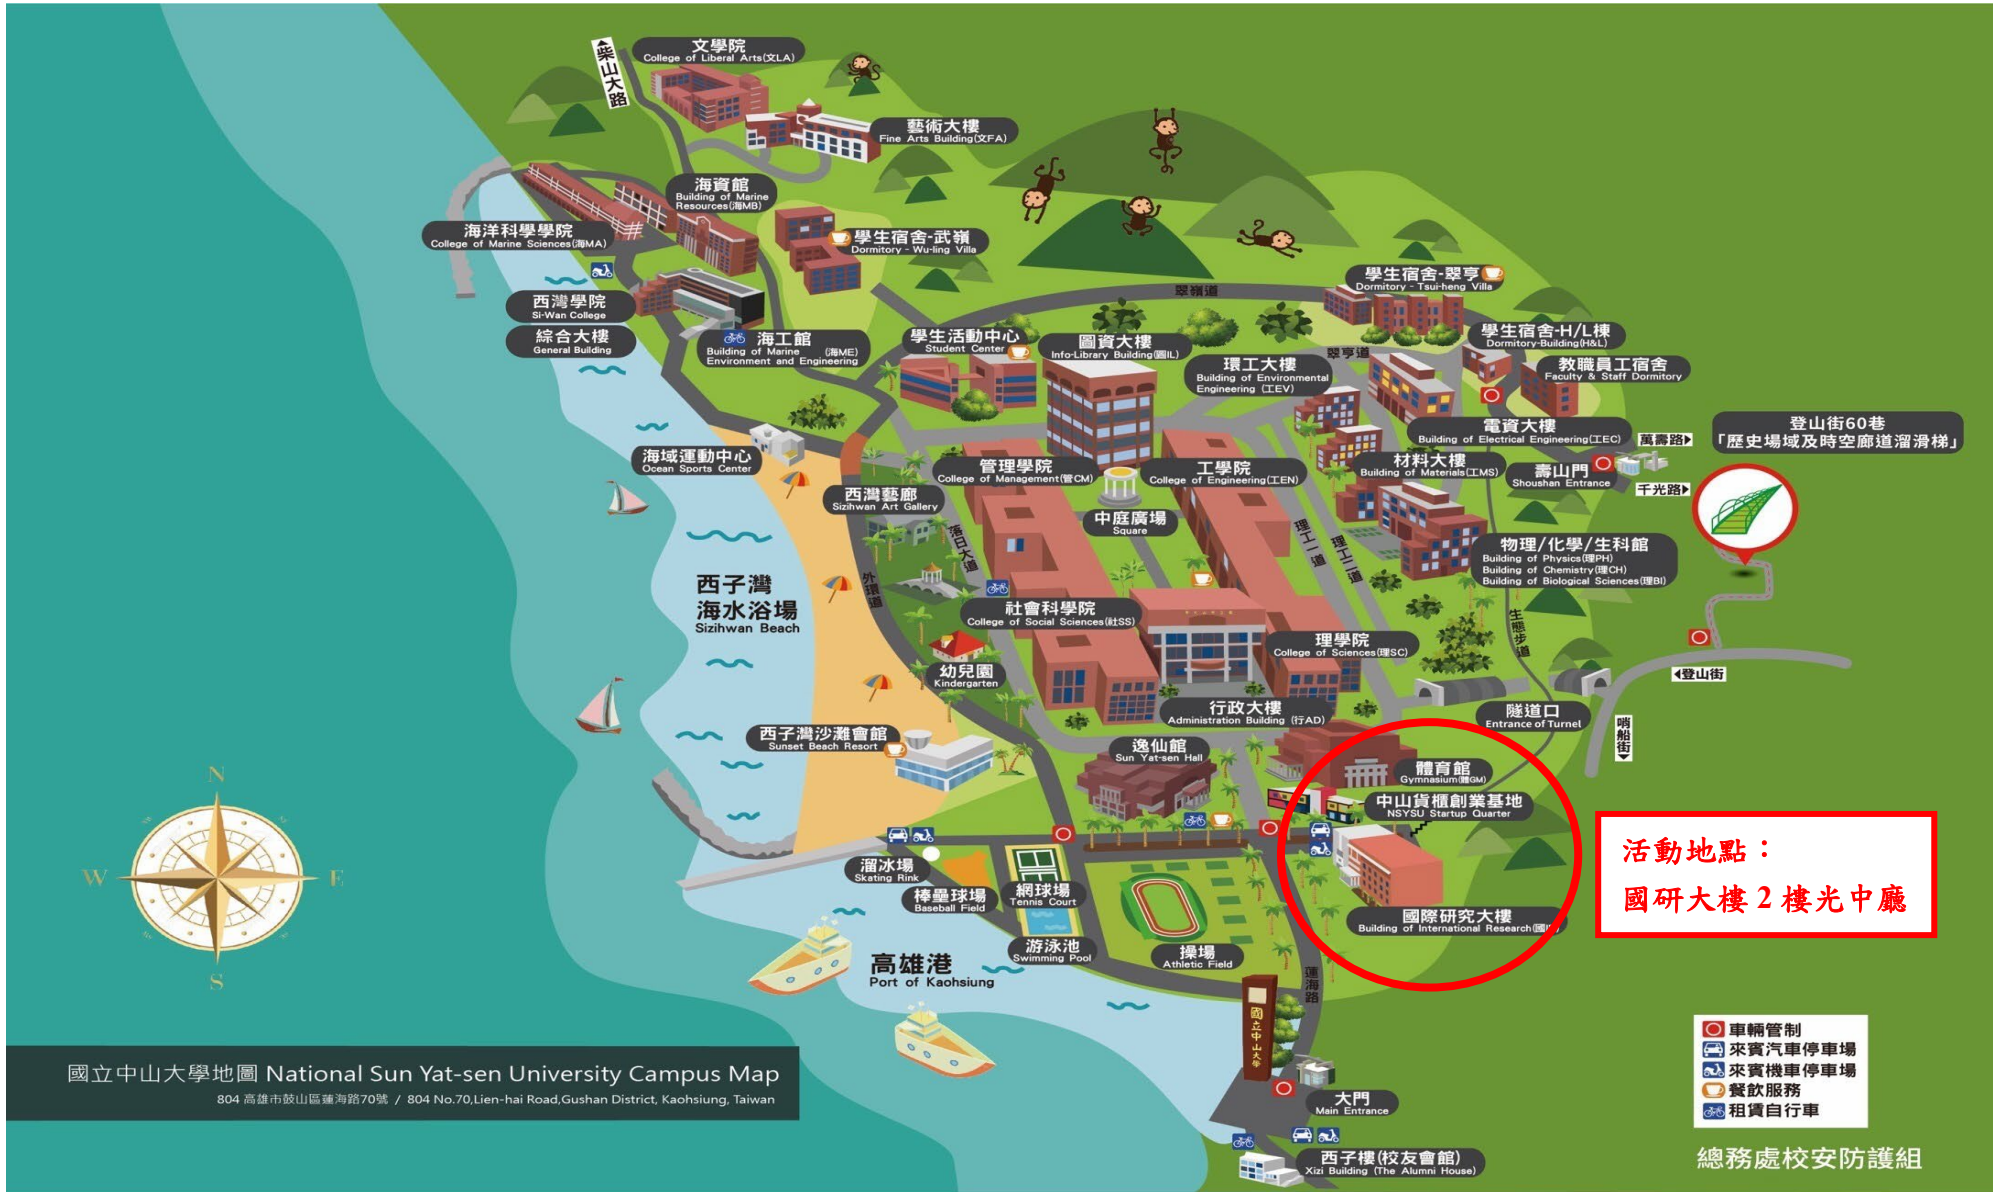 柴山大路
文學院
College of Liberal Arts(文LA)
藝術大樓
Fine Arts Building(文FA)
海資館
Building of Marine
Resources(海MB)
海洋科學學院
College of Marine Sciences(海MA)
學生宿舍-武嶺
Dormitory - Wu-ling Villa
西灣學院
Si-Wan College
綜合大樓
General Building
海工館 (海ME)
Building of Marine
Environment and Engineering
翠嶺道
學生宿舍-翠亨
Dormitory - Tsui-heng Villa
學生活動中心
Student Center
圖資大樓
Info-Library Building(圖IL)
學生宿舍-H/L棟
Dormitory-Building(H&L)
翠亨道
環工大樓
Building of Environmental
Engineering (工EV)
教職員工宿舍
Faculty & Staff Dormitory
電資大樓
Building of Electrical Engineering(工EC)
萬壽路
登山街60巷
「歷史場域及時空廊道溜滑梯」
海域運動中心
Ocean Sports Center
管理學院
College of Management(管CM)
工學院
College of Engineering(工EN)
材料大樓
Building of Materials(工MS)
壽山門
Shoushan Entrance
千光路
西灣藝廊
Sizihwan Art Gallery
中庭廣場
Square
落日大道
理工一道
理工二道
物理/化學/生科館
Building of Physics(理PH)
Building of Chemistry(理CH)
Building of Biological Sciences(理BI)
西子灣
海水浴場
Sizihwan Beach
外環道
社會科學院
College of Social Sciences(社SS)
生態步道
理學院
College of Sciences(理SC)
幼兒園
Kindergarten
登山街
行政大樓
Administration Building (行AD)
隧道口
Entrance of Turnel
哨船街
西子灣沙灘會館
Sunset Beach Resort
逸仙館
Sun Yat-sen Hall
體育館
Gymnasium(體GM)
中山貨櫃創業基地
NSYSU Startup Quarter
活動地點：
國研大樓 2 樓光中廳
溜冰場
Skating Rink
棒壘球場
Baseball Field
網球場
Tennis Court
國際研究大樓
Building of International Research
游泳池
Swimming Pool
操場
Athletic Field
蓮海路
高雄港
Port of Kaohsiung
N
W
E
S
國立中山大學
大門
Main Entrance
西子樓(校友會館)
Xizi Building (The Alumni House)
車輛管制
來賓汽車停車場
來賓機車停車場
餐飲服務
租賃自行車
總務處校安防護組
國立中山大學地圖 National Sun Yat-sen University Campus Map
804 高雄市鼓山區蓮海路70號 / 804 No.70,Lien-hai Road,Gushan District, Kaohsiung, Taiwan